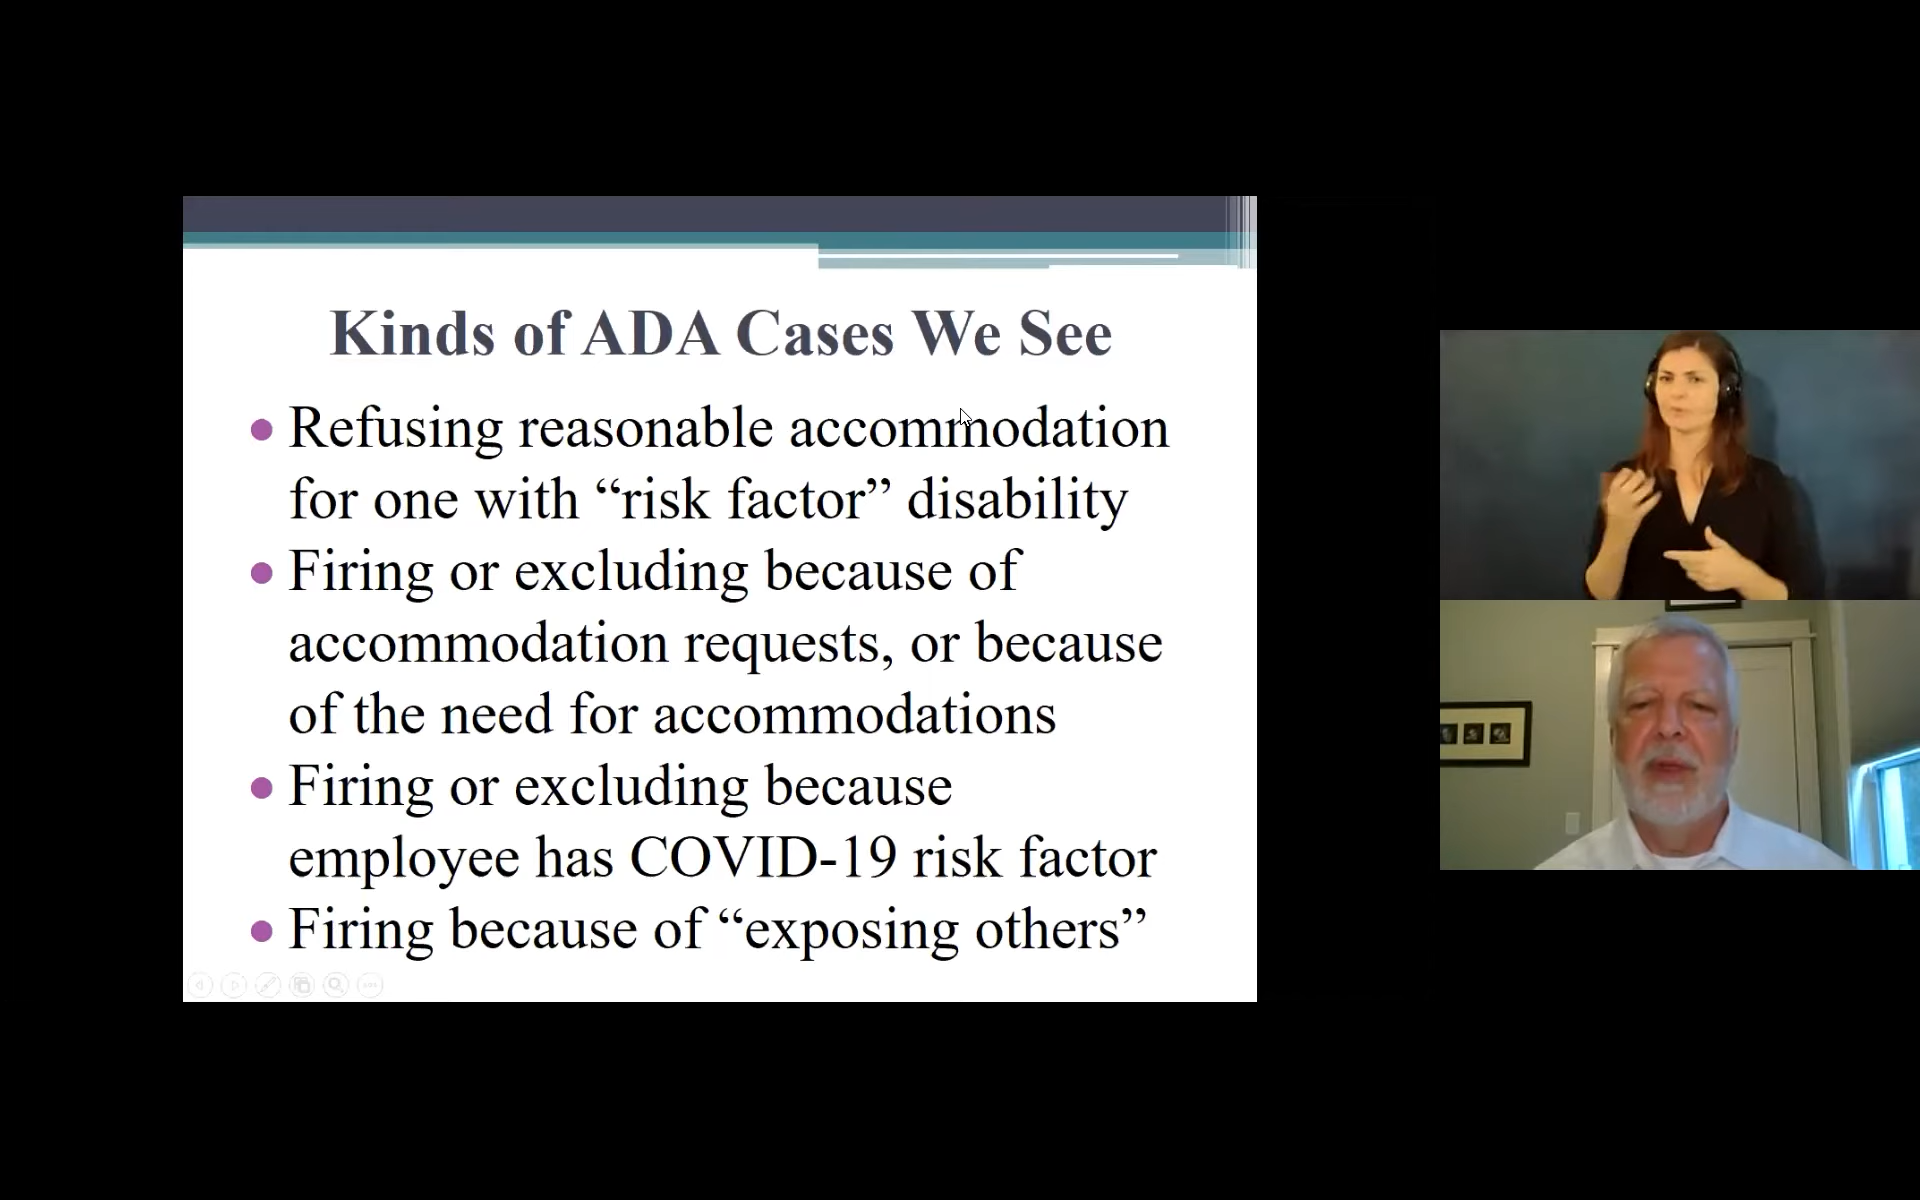 Kinds of ADA Cases We See
Refusing reasonable accommodation
for one with “risk factor” disability
Firing or excluding because of
accommodation requests, or because
of the need for accommodations
Firing or excluding because
employee has COVID-19 risk factor
Firing because of “exposing others”